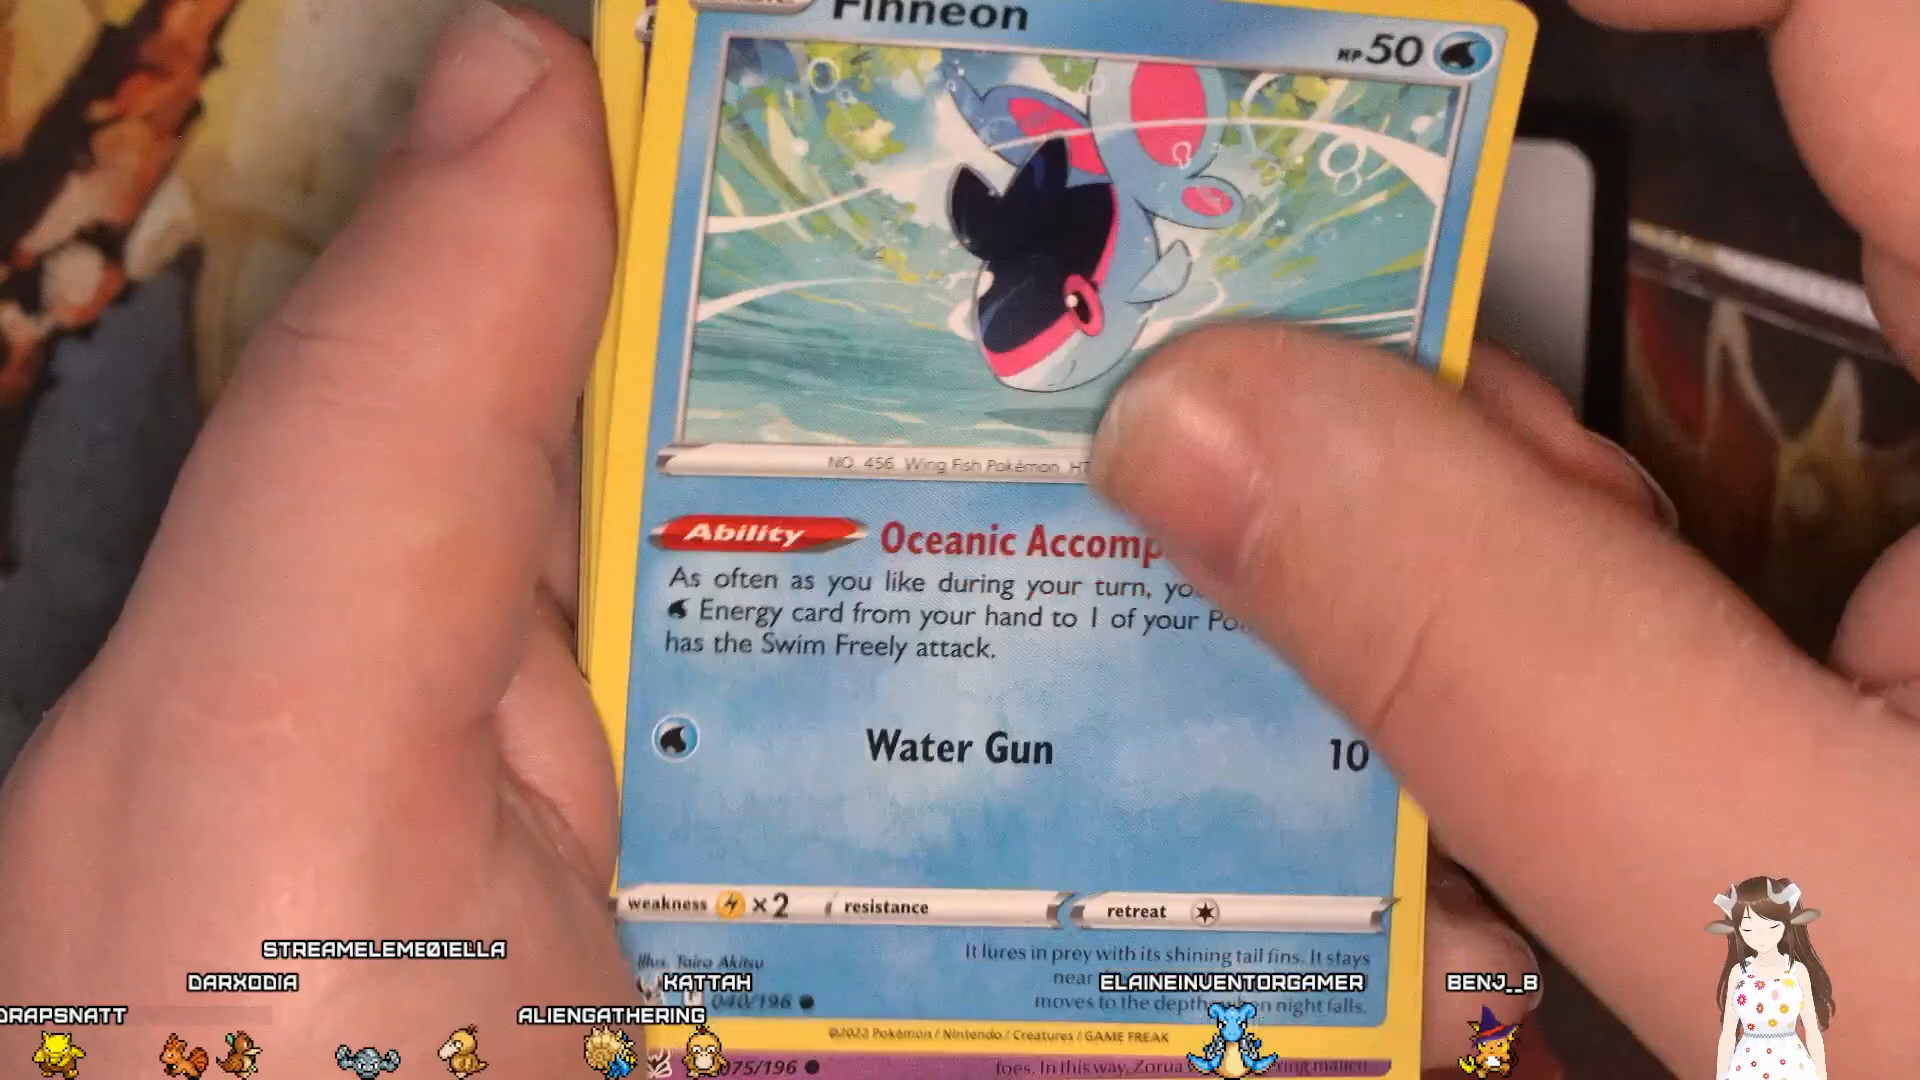 Finneon
HP 50
NO. 456 Wing Fish Pokémon HT
Ability
Oceanic Accomp
As often as you like during your turn, yo
Energy card from your hand to 1 of your Po
has the Swim Freely attack.
Water Gun 10
weakness ×2 resistance retreat
Illus. Taira Akitsu
It lures in prey with its shining tail fins. It stays
near
moves to the depth n night falls.
040/196
©2022 Pokémon / Nintendo / Creatures / GAME FREAK
075/196
foes. In this way, Zorua
STREAMELEME01ELLA
DARXODIA
KATTAH
ELAINEINVENTORGAMER
BENJ__B
DRAPSNATT
ALIENGATHERING